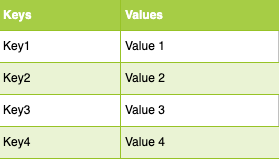 Keys Values
Key1 Value 1
Key2 Value 2
Key3 Value 3
Key4 Value 4